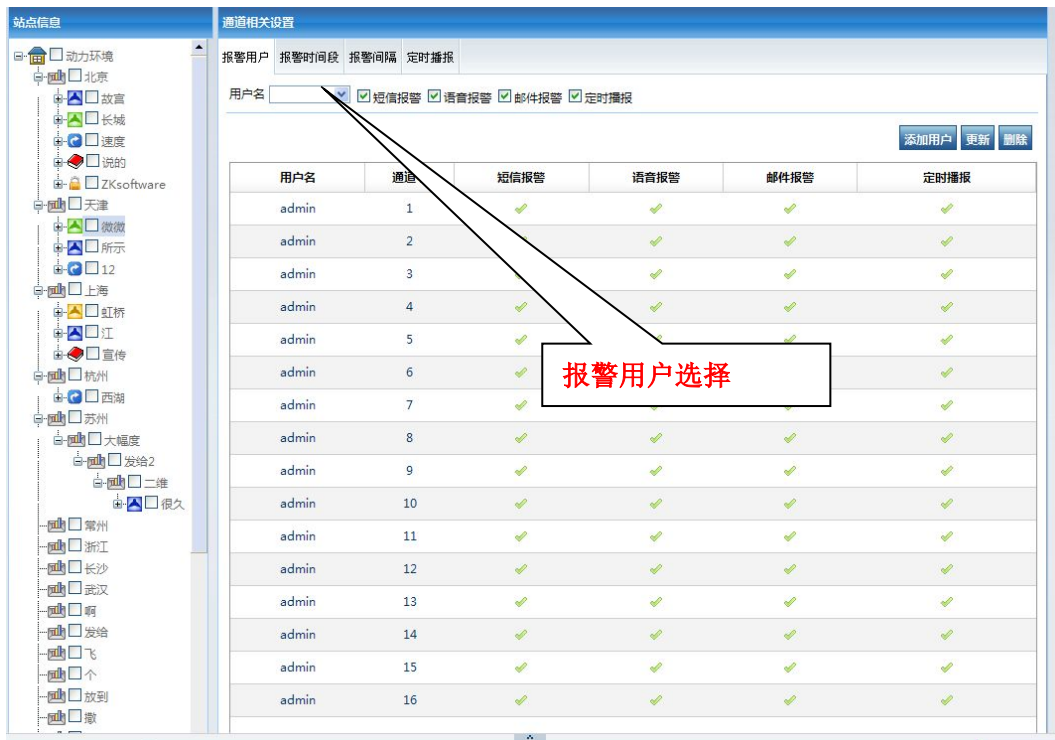 站点信息
动力环境
北京
故宫
长城
速度
说的
ZKsoftware
天津
微微
所示
12
上海
虹桥
江
宣传
杭州
西湖
苏州
大幅度
发给2
二维
很久
常州
浙江
长沙
武汉
啊
发给
飞
个
放到
撒
通道相关设置
报警用户 报警时间段 报警间隔 定时播报
用户名 短信报警 语音报警 邮件报警 定时播报
添加用户 更新 删除
用户名 通道 短信报警 语音报警 邮件报警 定时播报
admin 1
admin 2
admin 3
admin 4
admin 5
admin 6
admin 7
admin 8
admin 9
admin 10
admin 11
admin 12
admin 13
admin 14
admin 15
admin 16
报警用户选择